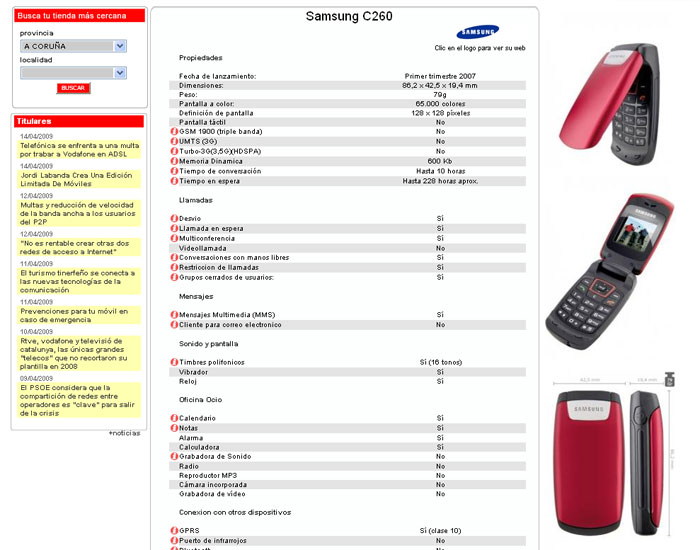 Busca tu tienda más cercana
provincia
A CORUÑA
localidad
BUSCAR
Titulares
14/04/2009
Telefónica se enfrenta a una multa
por trabar a Vodafone en ADSL
14/04/2009
Jordi Labanda Crea Una Edición
Limitada De Móviles
12/04/2009
Multas y reducción de velocidad
de la banda ancha a los usuarios
del P2P
12/04/2009
"No es rentable crear otras dos
redes de acceso a Internet"
11/04/2009
El turismo tinerfeño se conecta a
las nuevas tecnologías de la
comunicación
11/04/2009
Prevenciones para tu móvil en
caso de emergencia
10/04/2009
Rtve, vodafone y televisió de
catalunya, las únicas grandes
"telecos" que no recortaron su
plantilla en 2008
09/04/2009
El PSOE considera que la
compartición de redes entre
operadores es "clave" para salir
de la crisis
+noticias
Samsung C260
SAMSUNG
Clic en el logo para ver su web
Propiedades
Fecha de lanzamiento: Primer trimestre 2007
Dimensiones: 86,2 x 42,5 x 19,4 mm
Peso: 79g
Pantalla a color: 65.000 colores
Definición de pantalla 128 x 128 píxeles
Pantalla táctil No
GSM 1900 (triple banda) No
UMTS (3G) No
Turbo-3G(3,5G)(HDSPA) No
Memoria Dinamica 600 Kb
Tiempo de conversación Hasta 10 horas
Tiempo en espera Hasta 228 horas aprox.
Llamadas
Desvio Sí
Llamada en espera Sí
Multiconferencia Sí
Videollamada No
Conversaciones con manos libres Sí
Restriccion de llamadas Sí
Grupos cerrados de usuarios: Sí
Mensajes
Mensajes Multimedia (MMS) Sí
Cliente para correo electronico No
Sonido y pantalla
Timbres polifonicos Sí (16 tonos)
Vibrador Sí
Reloj Sí
Oficina Ocio
Calendario Sí
Notas Sí
Alarma Sí
Calculadora Sí
Grabadora de Sonido No
Radio No
Reproductor MP3 No
Cámara incorporada No
Grabadora de vídeo No
Conexion con otros dispositivos
GPRS Sí (clase 10)
Puerto de infrarrojos No
SAMSUNG
SAMSUNG
42,5 mm
19,4 mm
SAMSUNG